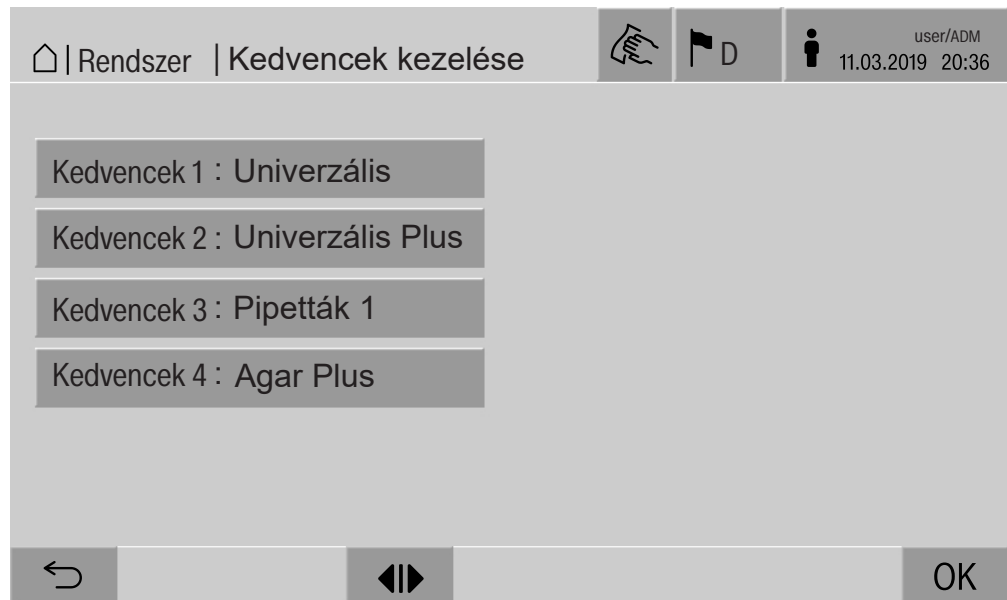 | Rendszer | Kedvencek kezelése
D
user/ADM
11.03.2019 20:36
Kedvencek 1 : Univerzális
Kedvencek 2 : Univerzális Plus
Kedvencek 3 : Pipetták 1
Kedvencek 4 : Agar Plus
OK